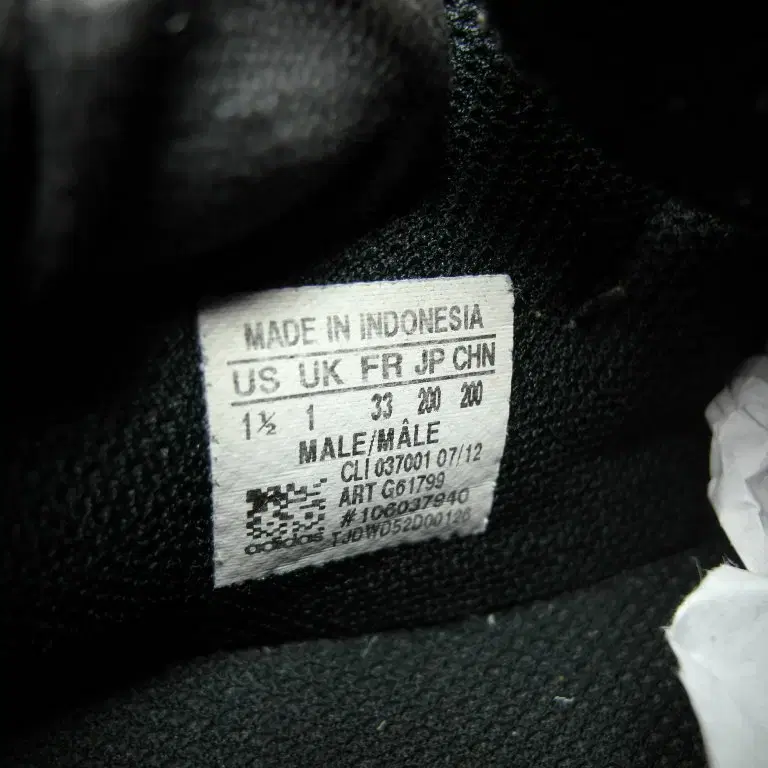 MADE IN INDONESIA
US UK FR JP CHN
1½ 1 33 200 200
MALE/MÂLE
CLI 037001 07/12
ART G61799
#106037940
adidas TJDWD52D00126